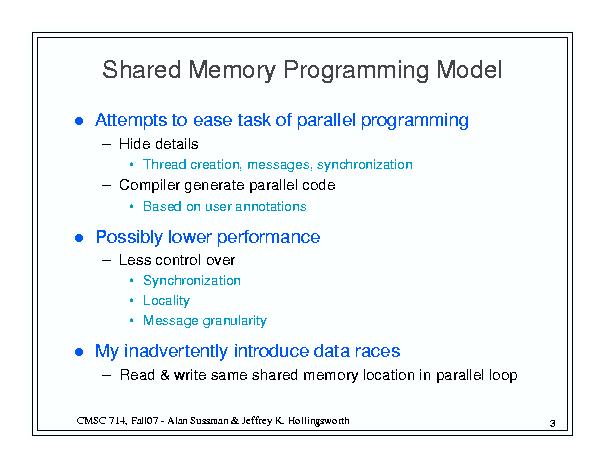 Shared Memory Programming Model
● Attempts to ease task of parallel programming
– Hide details
• Thread creation, messages, synchronization
– Compiler generate parallel code
• Based on user annotations
● Possibly lower performance
– Less control over
• Synchronization
• Locality
• Message granularity
● My inadvertently introduce data races
– Read & write same shared memory location in parallel loop
CMSC 714, Fall07 - Alan Sussman & Jeffrey K. Hollingsworth
3